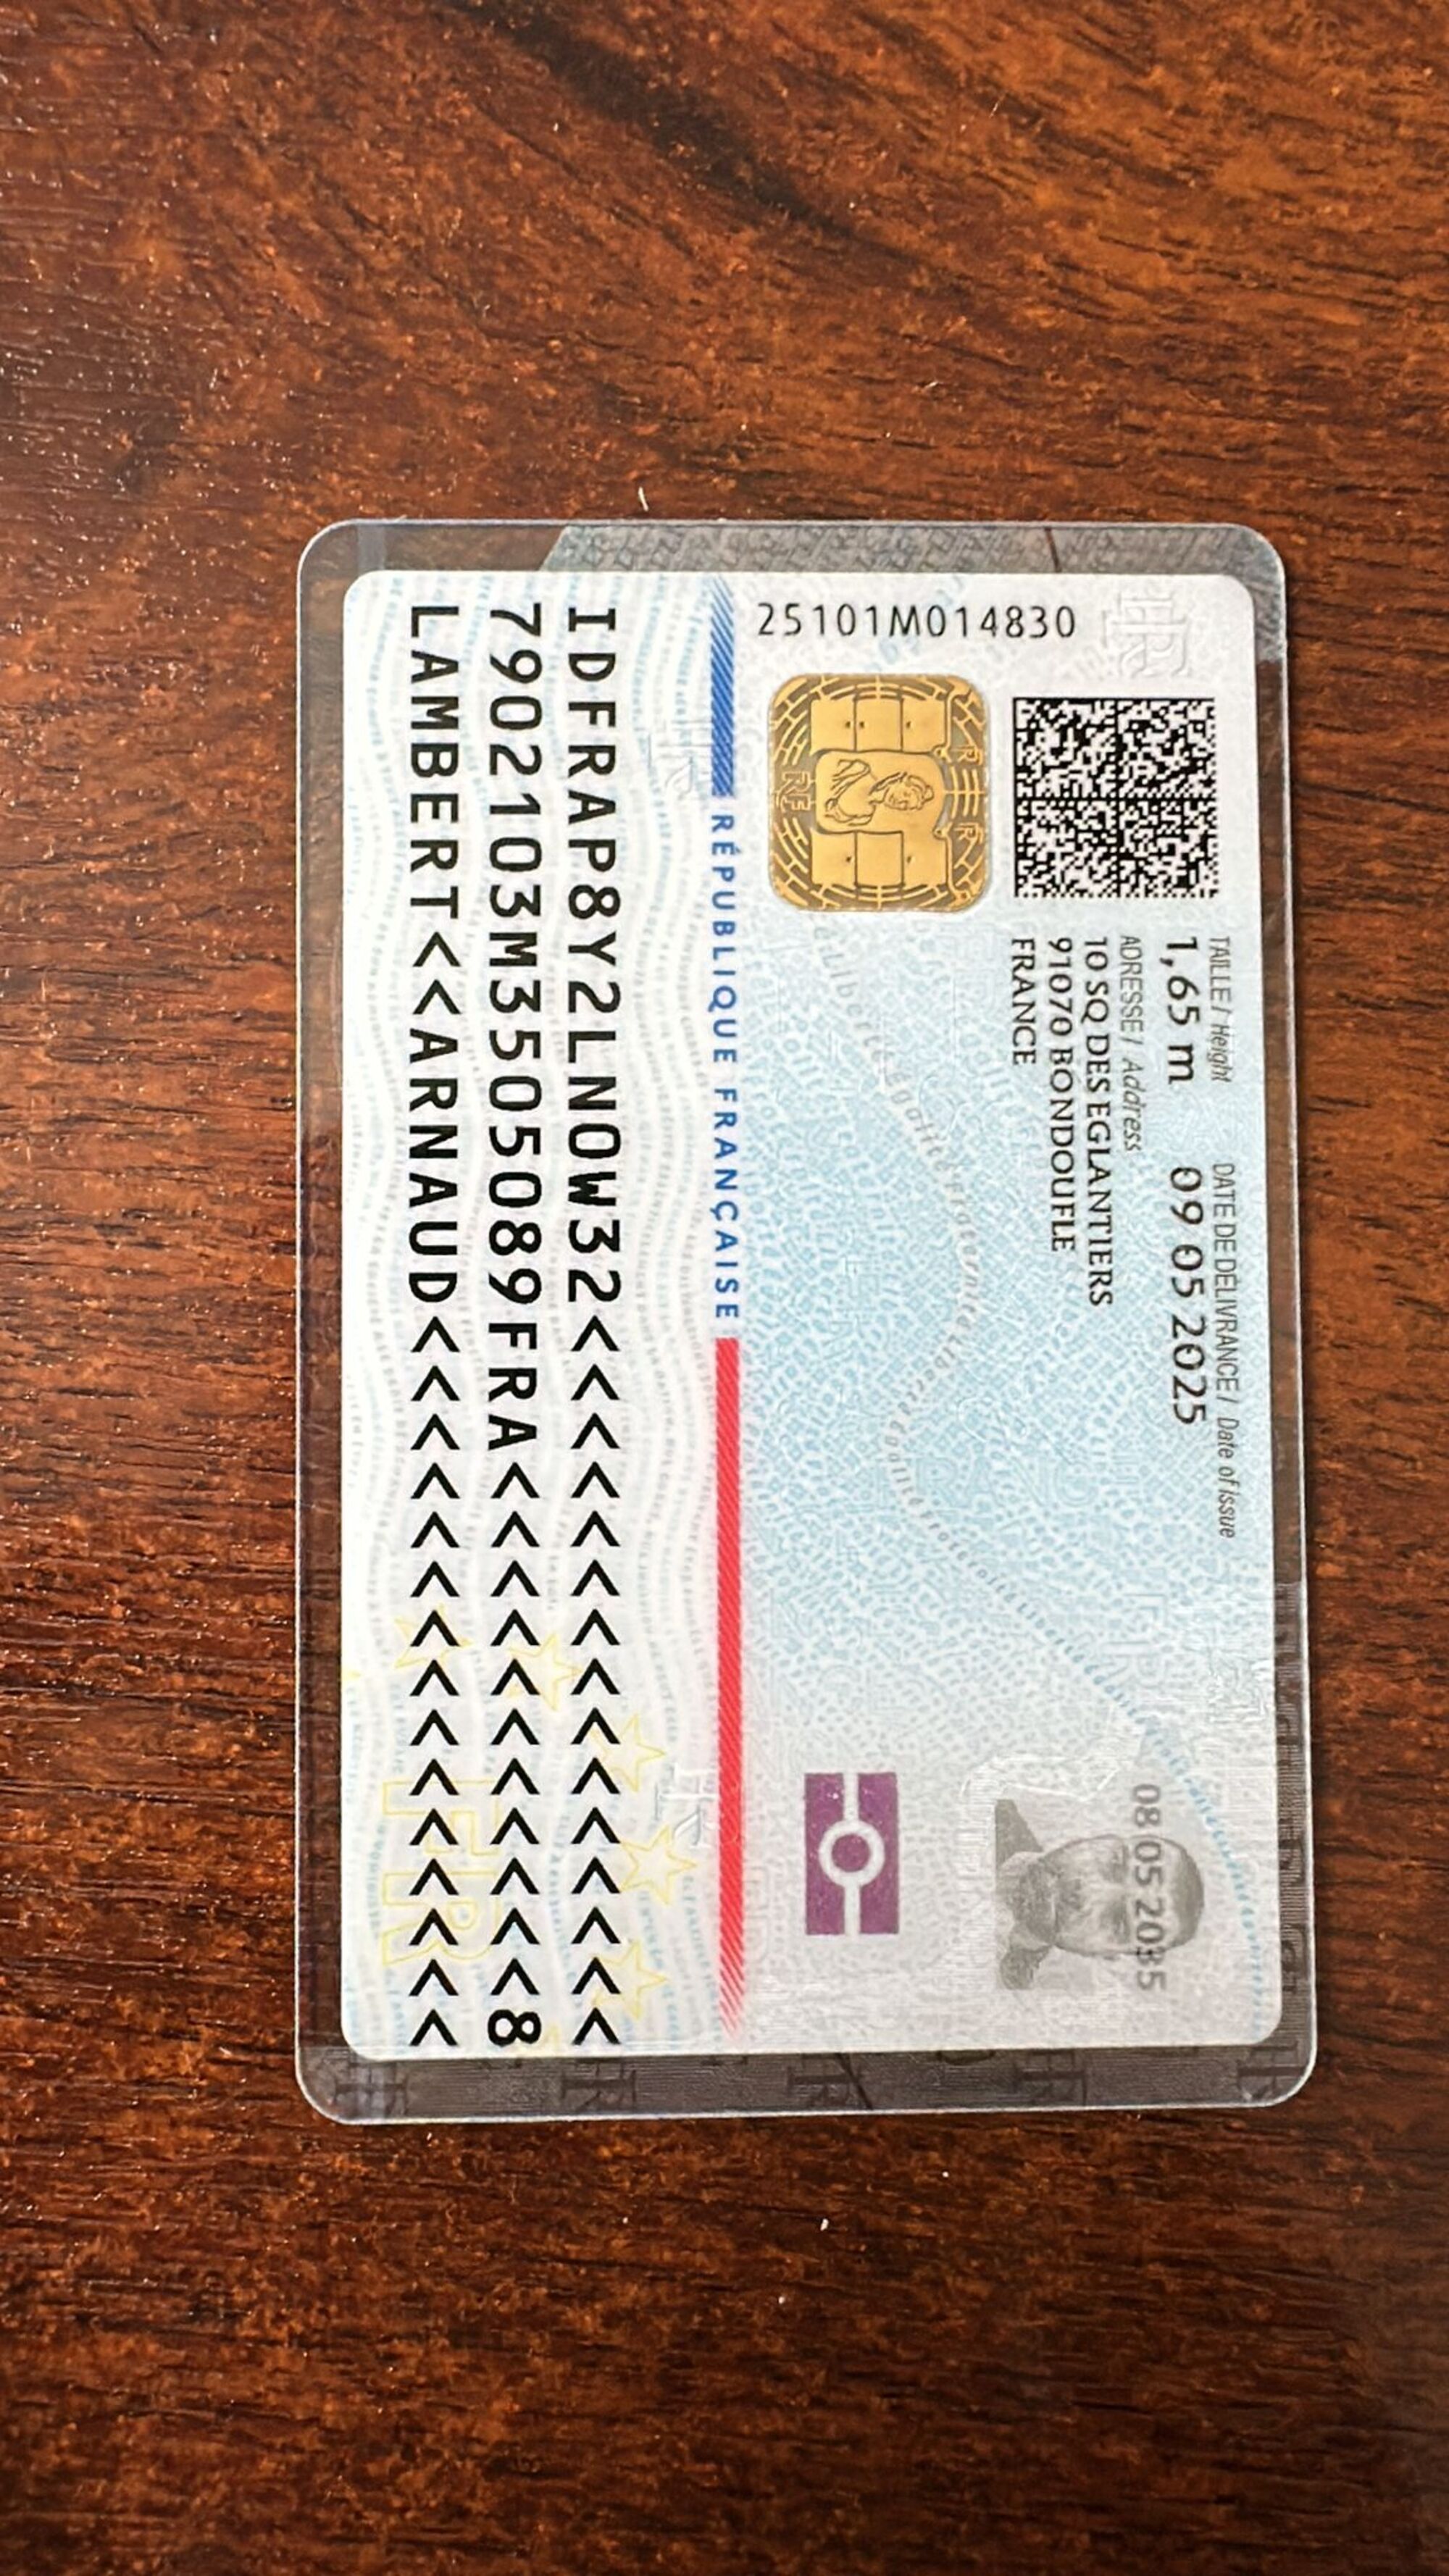 25101M014830
TAILLE / Height
1,65 m
DATE DE DÉLIVRANCE / Date of issue
09 05 2025
ADRESSE / Address
10 SQ DES EGLANTIERS
91070 BONDOUFLE
FRANCE
08 05 2035
RÉPUBLIQUE FRANÇAISE
IDFRAP8Y2LNOW32<<<<<<<<<<<<<<<
7902103M3505089FRA<<<<<<<<<<<8
LAMBERT<<ARNAUD<<<<<<<<<<<<<<<
FR